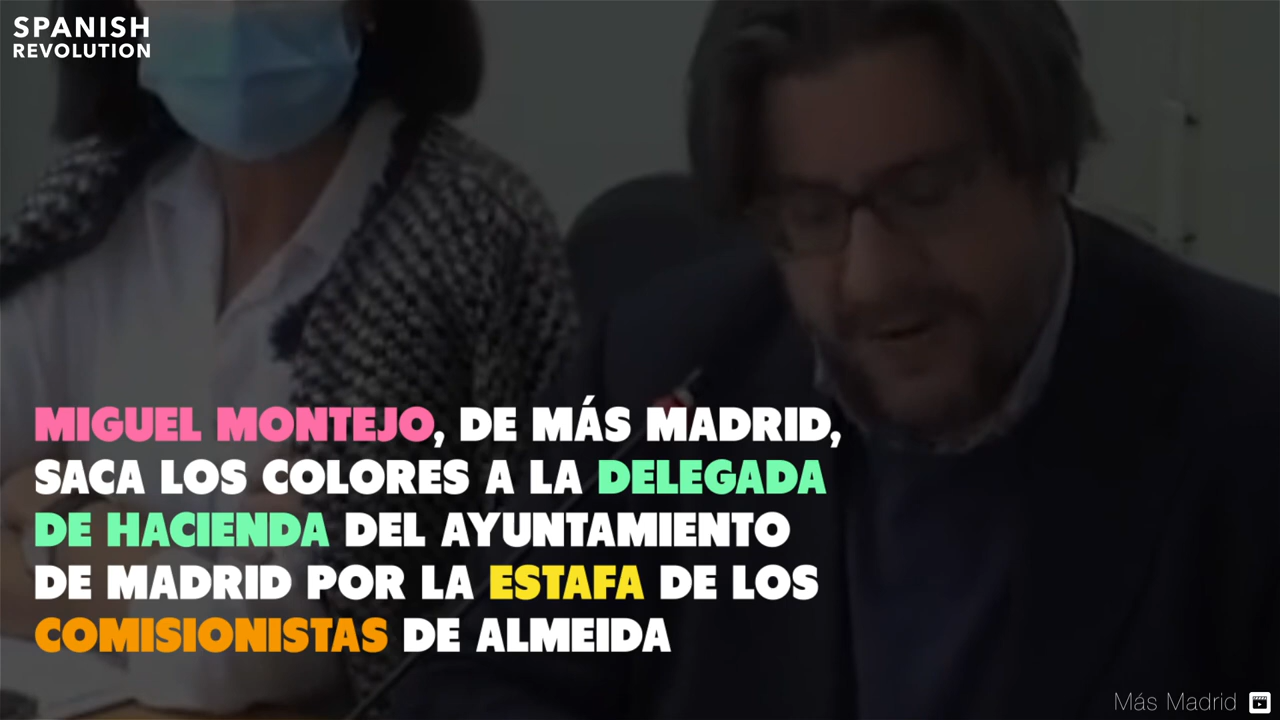 SPANISH
REVOLUTION
MIGUEL MONTEJO, DE MÁS MADRID,
SACA LOS COLORES A LA DELEGADA
DE HACIENDA DEL AYUNTAMIENTO
DE MADRID POR LA ESTAFA DE LOS
COMISIONISTAS DE ALMEIDA
Más Madrid